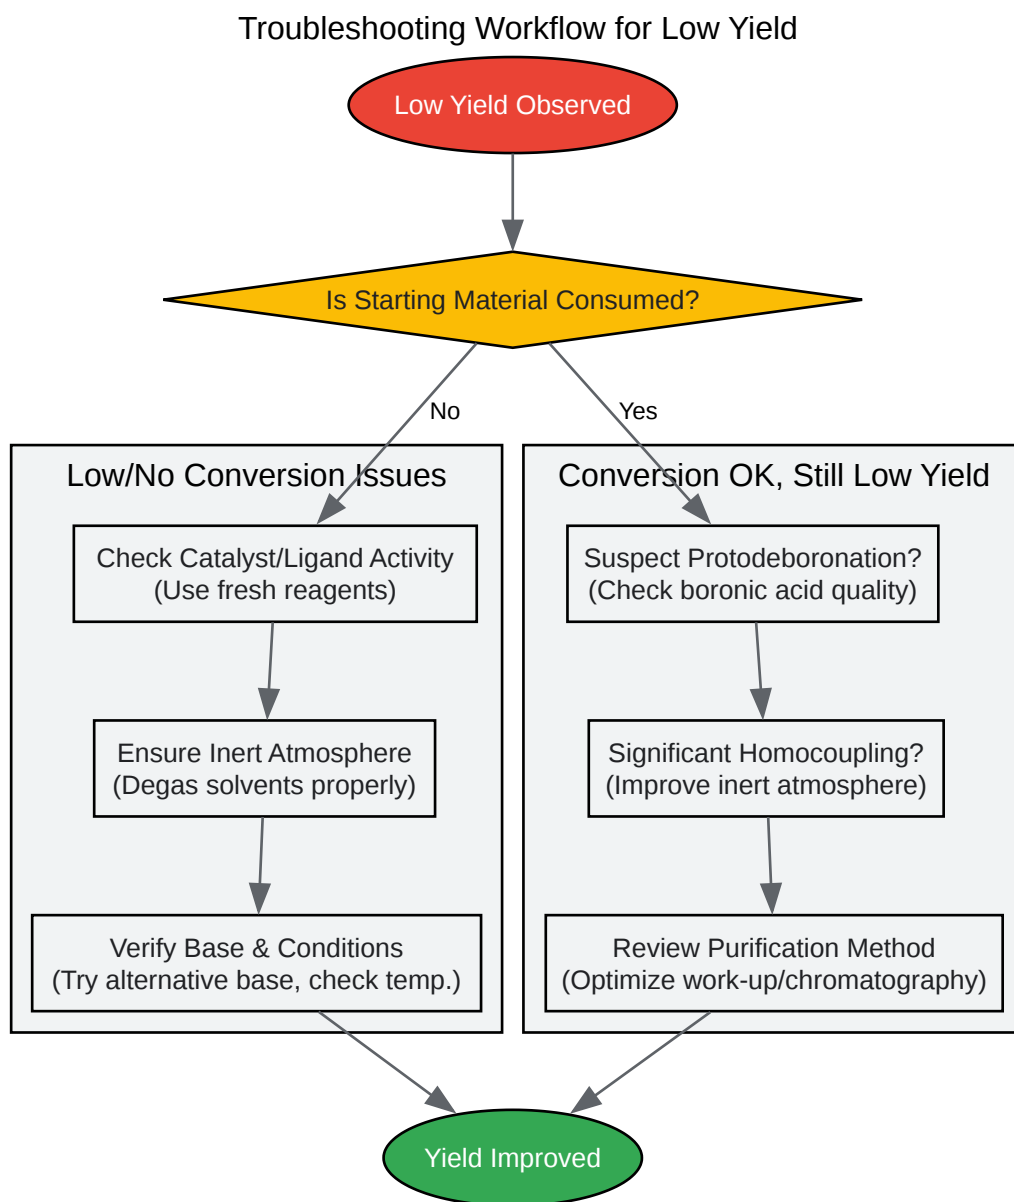 Troubleshooting Workflow for Low Yield
Low Yield Observed
Is Starting Material Consumed?
No
Yes
Low/No Conversion Issues
Check Catalyst/Ligand Activity
(Use fresh reagents)
Ensure Inert Atmosphere
(Degas solvents properly)
Verify Base & Conditions
(Try alternative base, check temp.)
Conversion OK, Still Low Yield
Suspect Protodeboronation?
(Check boronic acid quality)
Significant Homocoupling?
(Improve inert atmosphere)
Review Purification Method
(Optimize work-up/chromatography)
Yield Improved